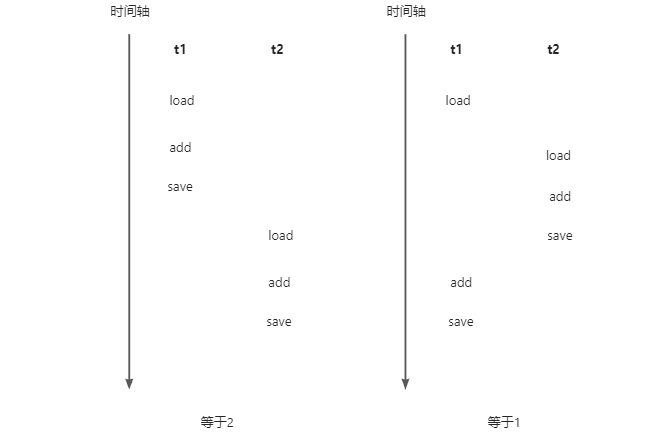 时间轴
t1 t2
load
add
save
load
add
save
等于2
时间轴
t1 t2
load
load
add
save
add
save
等于1